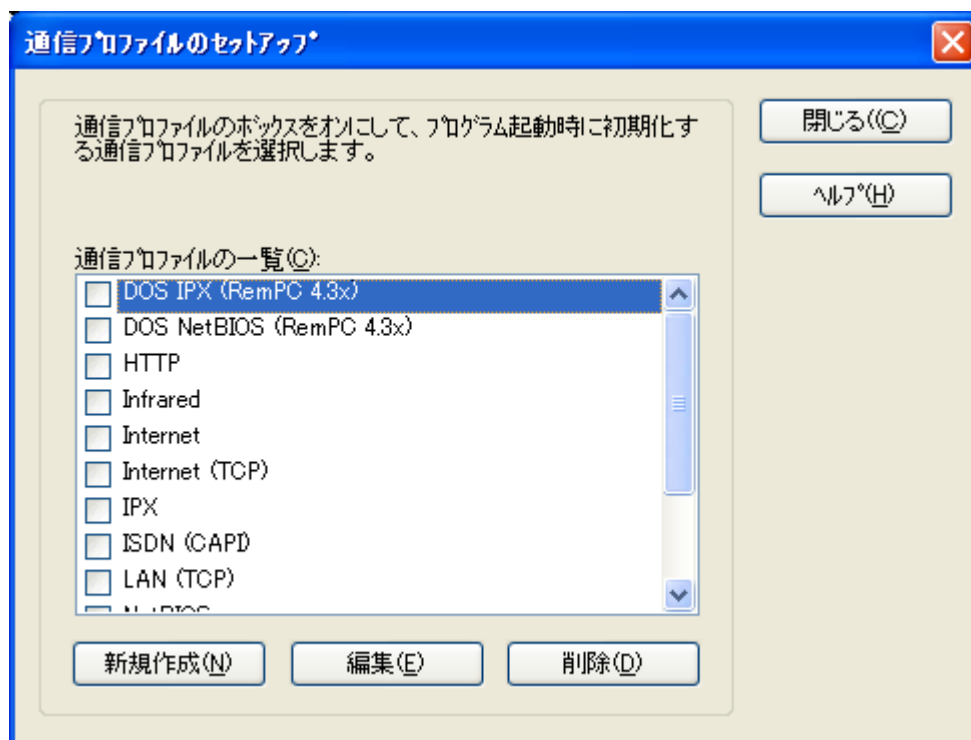 通信ﾌﾟﾛﾌｧｲﾙのｾｯﾄｱｯﾌﾟ
通信ﾌﾟﾛﾌｧｲﾙのﾎﾞｯｸｽをｵﾝにして、ﾌﾟﾛｸﾞﾗﾑ起動時に初期化す
る通信ﾌﾟﾛﾌｧｲﾙを選択します。
閉じる((C)
ﾍﾙﾌﾟ(H)
通信ﾌﾟﾛﾌｧｲﾙの一覧(C):
DOS IPX (RemPC 4.3x)
DOS NetBIOS (RemPC 4.3x)
HTTP
Infrared
Internet
Internet (TCP)
IPX
ISDN (CAPI)
LAN (TCP)
NetBIOS
新規作成(N)
編集(E)
削除(D)